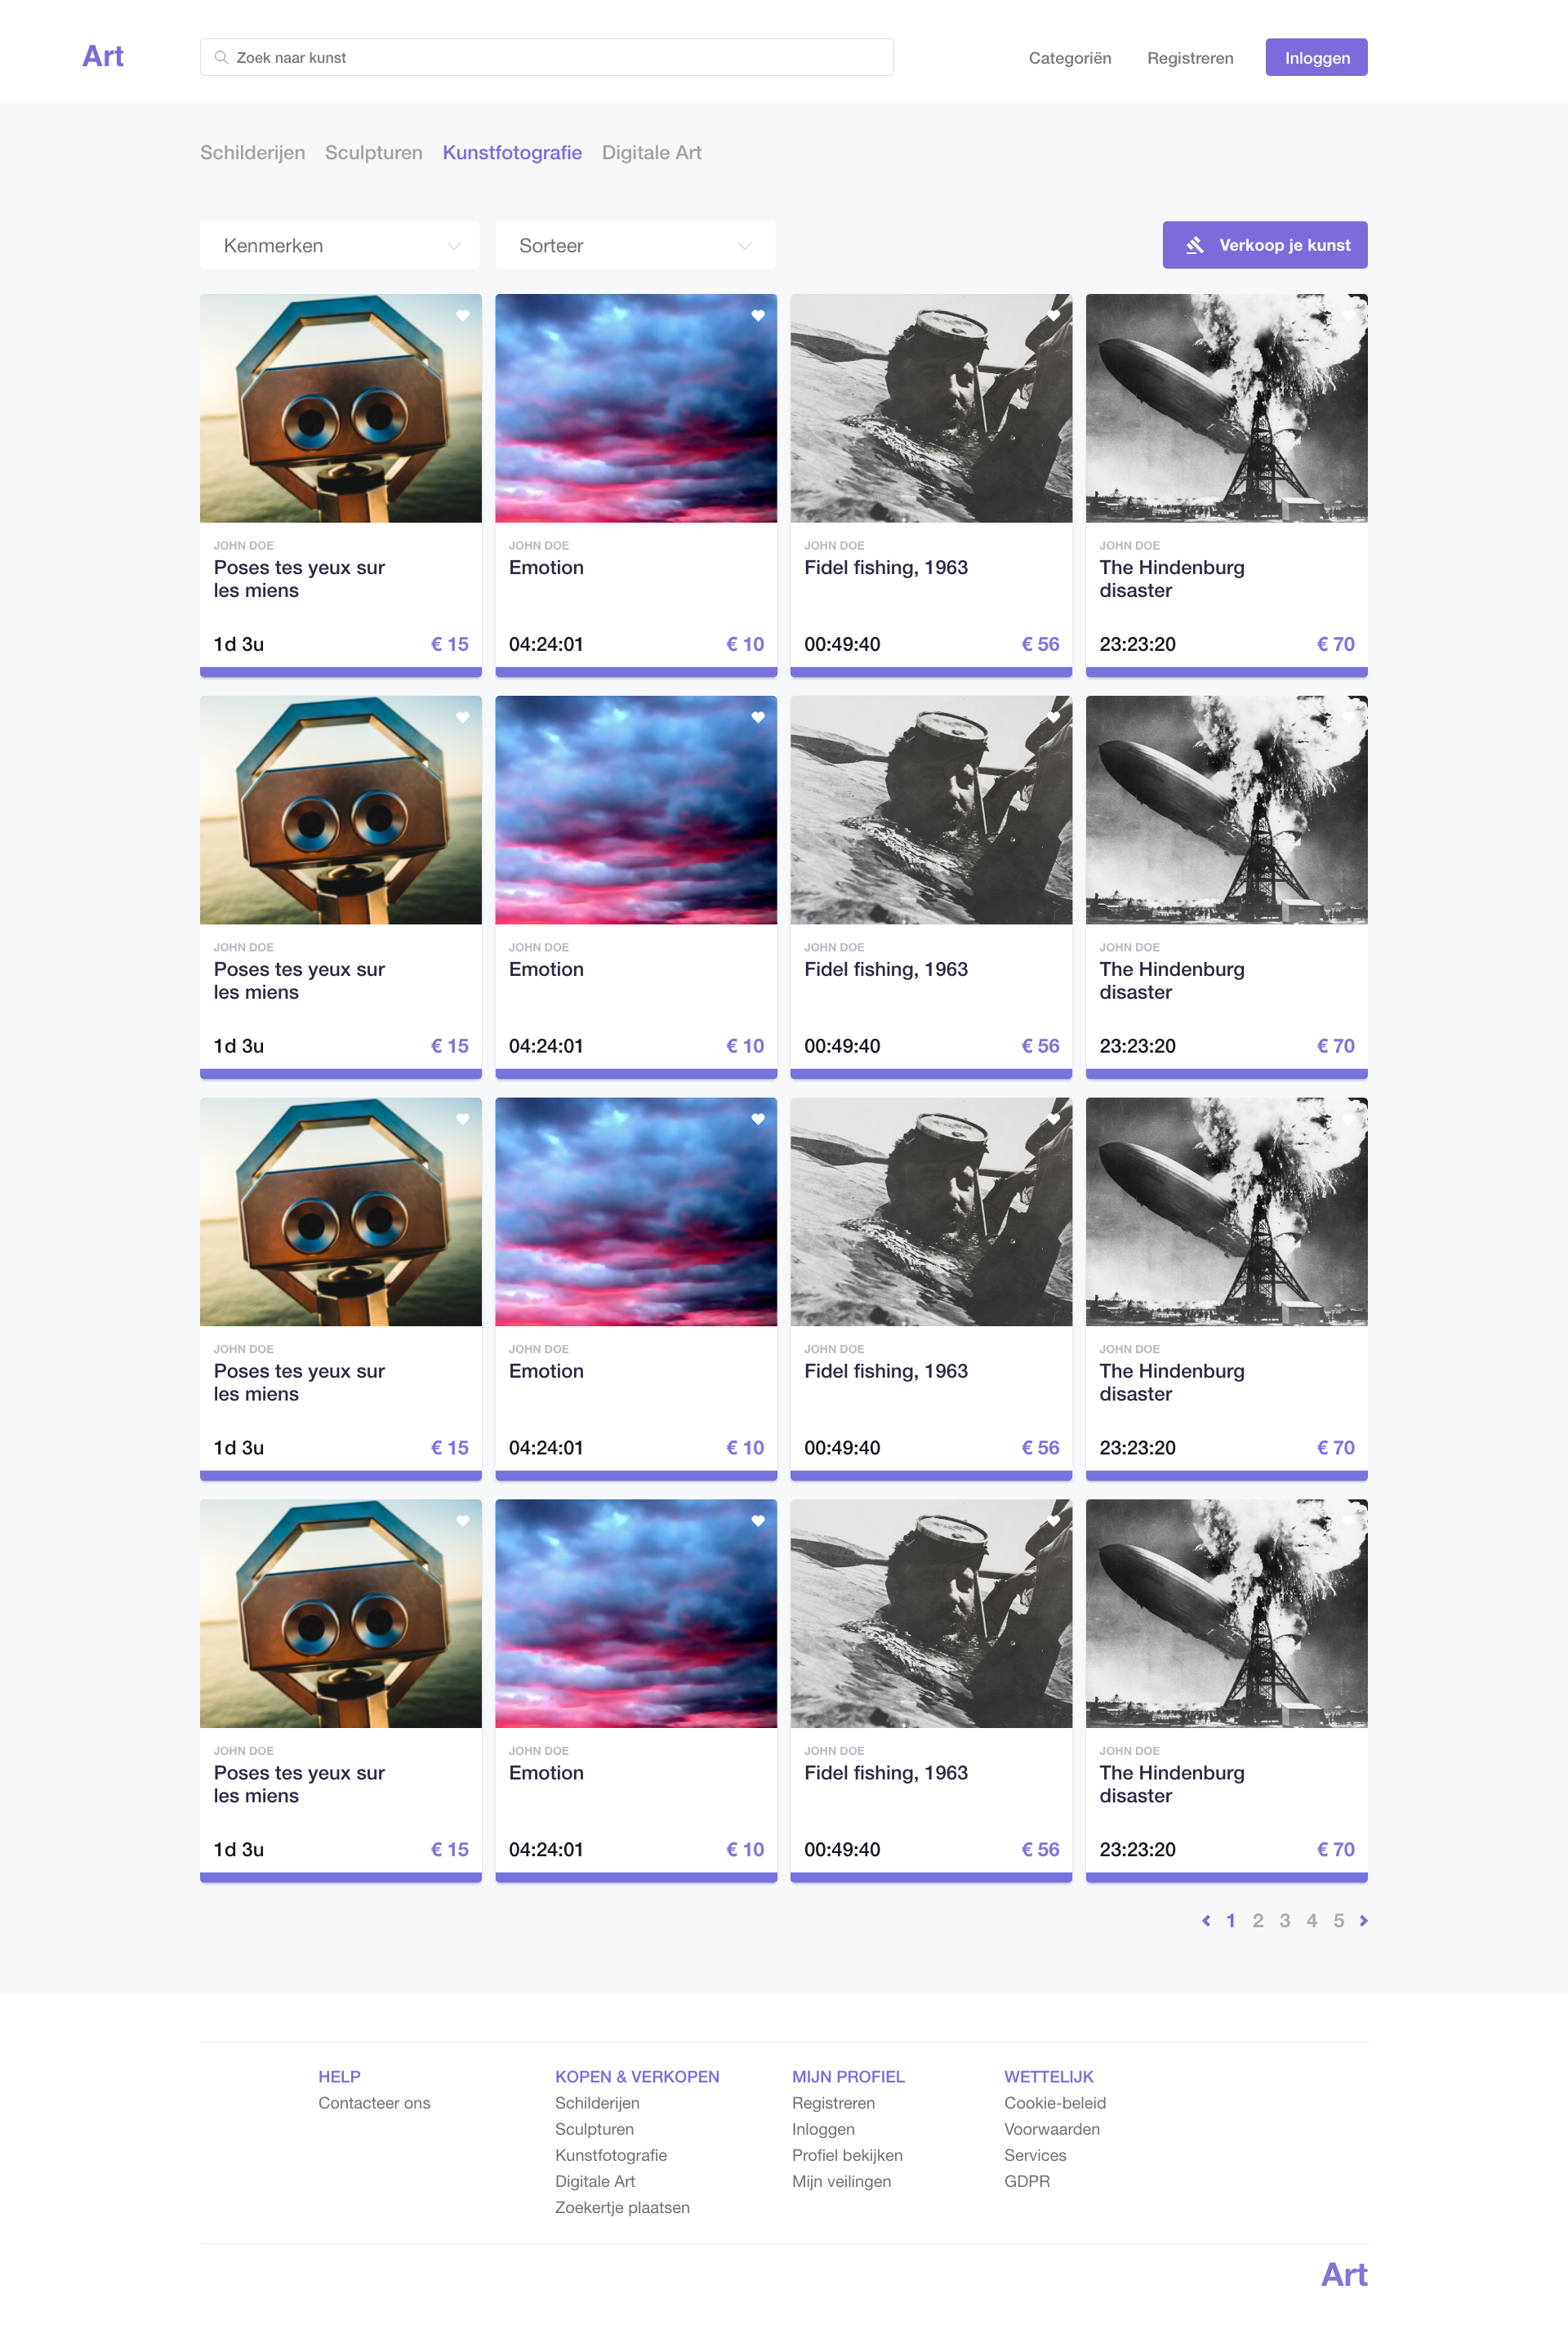 Art
Zoek naar kunst
Categoriën
Registreren
Inloggen
Schilderijen
Sculpturen
Kunstfotografie
Digitale Art
Kenmerken
Sorteer
Verkoop je kunst
JOHN DOE
Poses tes yeux sur
les miens
1d 3u
€ 15
JOHN DOE
Emotion
04:24:01
€ 10
JOHN DOE
Fidel fishing, 1963
00:49:40
€ 56
JOHN DOE
The Hindenburg
disaster
23:23:20
€ 70
JOHN DOE
Poses tes yeux sur
les miens
1d 3u
€ 15
JOHN DOE
Emotion
04:24:01
€ 10
JOHN DOE
Fidel fishing, 1963
00:49:40
€ 56
JOHN DOE
The Hindenburg
disaster
23:23:20
€ 70
JOHN DOE
Poses tes yeux sur
les miens
1d 3u
€ 15
JOHN DOE
Emotion
04:24:01
€ 10
JOHN DOE
Fidel fishing, 1963
00:49:40
€ 56
JOHN DOE
The Hindenburg
disaster
23:23:20
€ 70
JOHN DOE
Poses tes yeux sur
les miens
1d 3u
€ 15
JOHN DOE
Emotion
04:24:01
€ 10
JOHN DOE
Fidel fishing, 1963
00:49:40
€ 56
JOHN DOE
The Hindenburg
disaster
23:23:20
€ 70
1 2 3 4 5
HELP
Contacteer ons
KOPEN & VERKOPEN
Schilderijen
Sculpturen
Kunstfotografie
Digitale Art
Zoekertje plaatsen
MIJN PROFIEL
Registreren
Inloggen
Profiel bekijken
Mijn veilingen
WETTELIJK
Cookie-beleid
Voorwaarden
Services
GDPR
Art